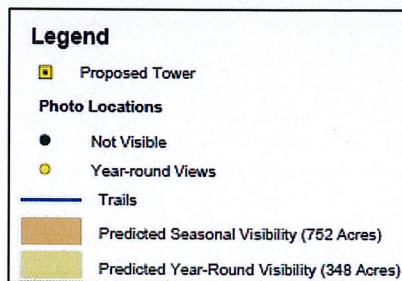 Legend
Proposed Tower
Photo Locations
Not Visible
Year-round Views
Trails
Predicted Seasonal Visibility (752 Acres)
Predicted Year-Round Visibility (348 Acres)